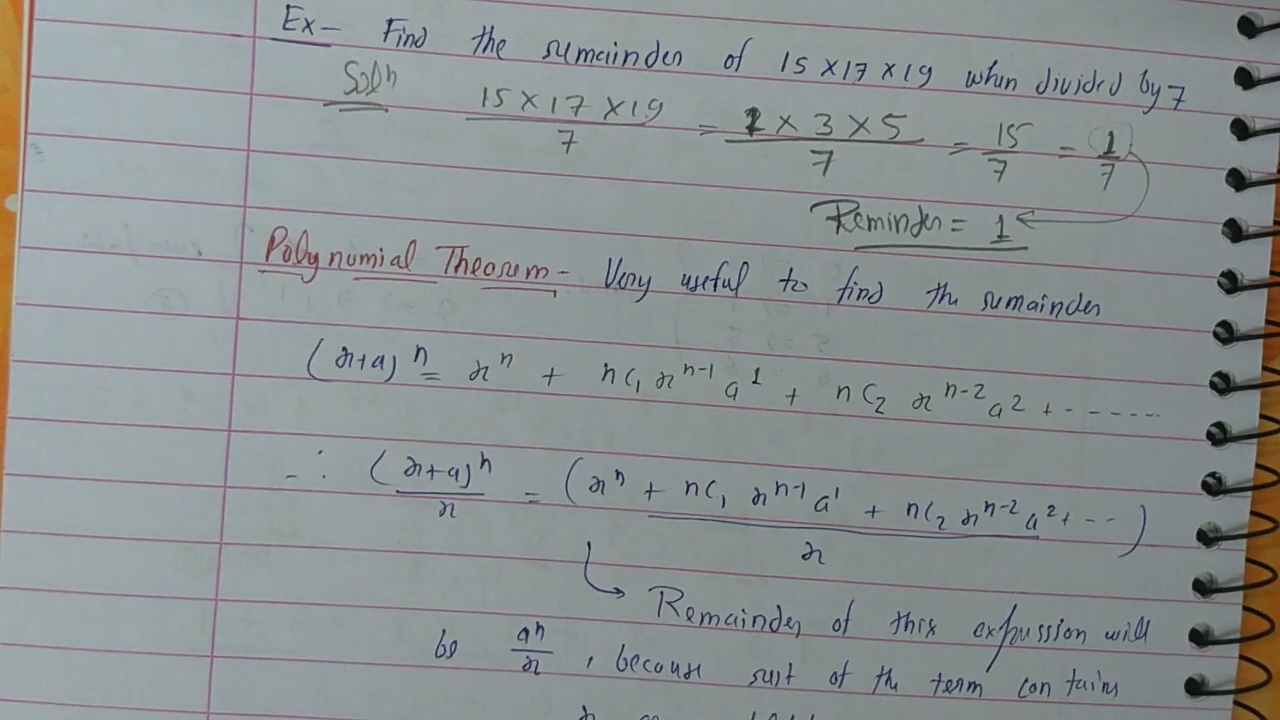 Ex- Find the remainder of 15×17×19 when divided by 7
Soln 15×17×19/7 = 1×3×5/7 = 15/7 = 1/7
Reminder = 1
Polynomial Theorem - Very useful to find the remainder
(x+a)^n = x^n + nC₁ x^(n-1) a^1 + nC₂ x^(n-2) a^2 + ------
∴ (x+a)^n/x = (x^n + nC₁ x^(n-1) a^1 + nC₂ x^(n-2) a^2 + --)/x
Remainder of this expression will
be a^n/x , because rest of the term contains